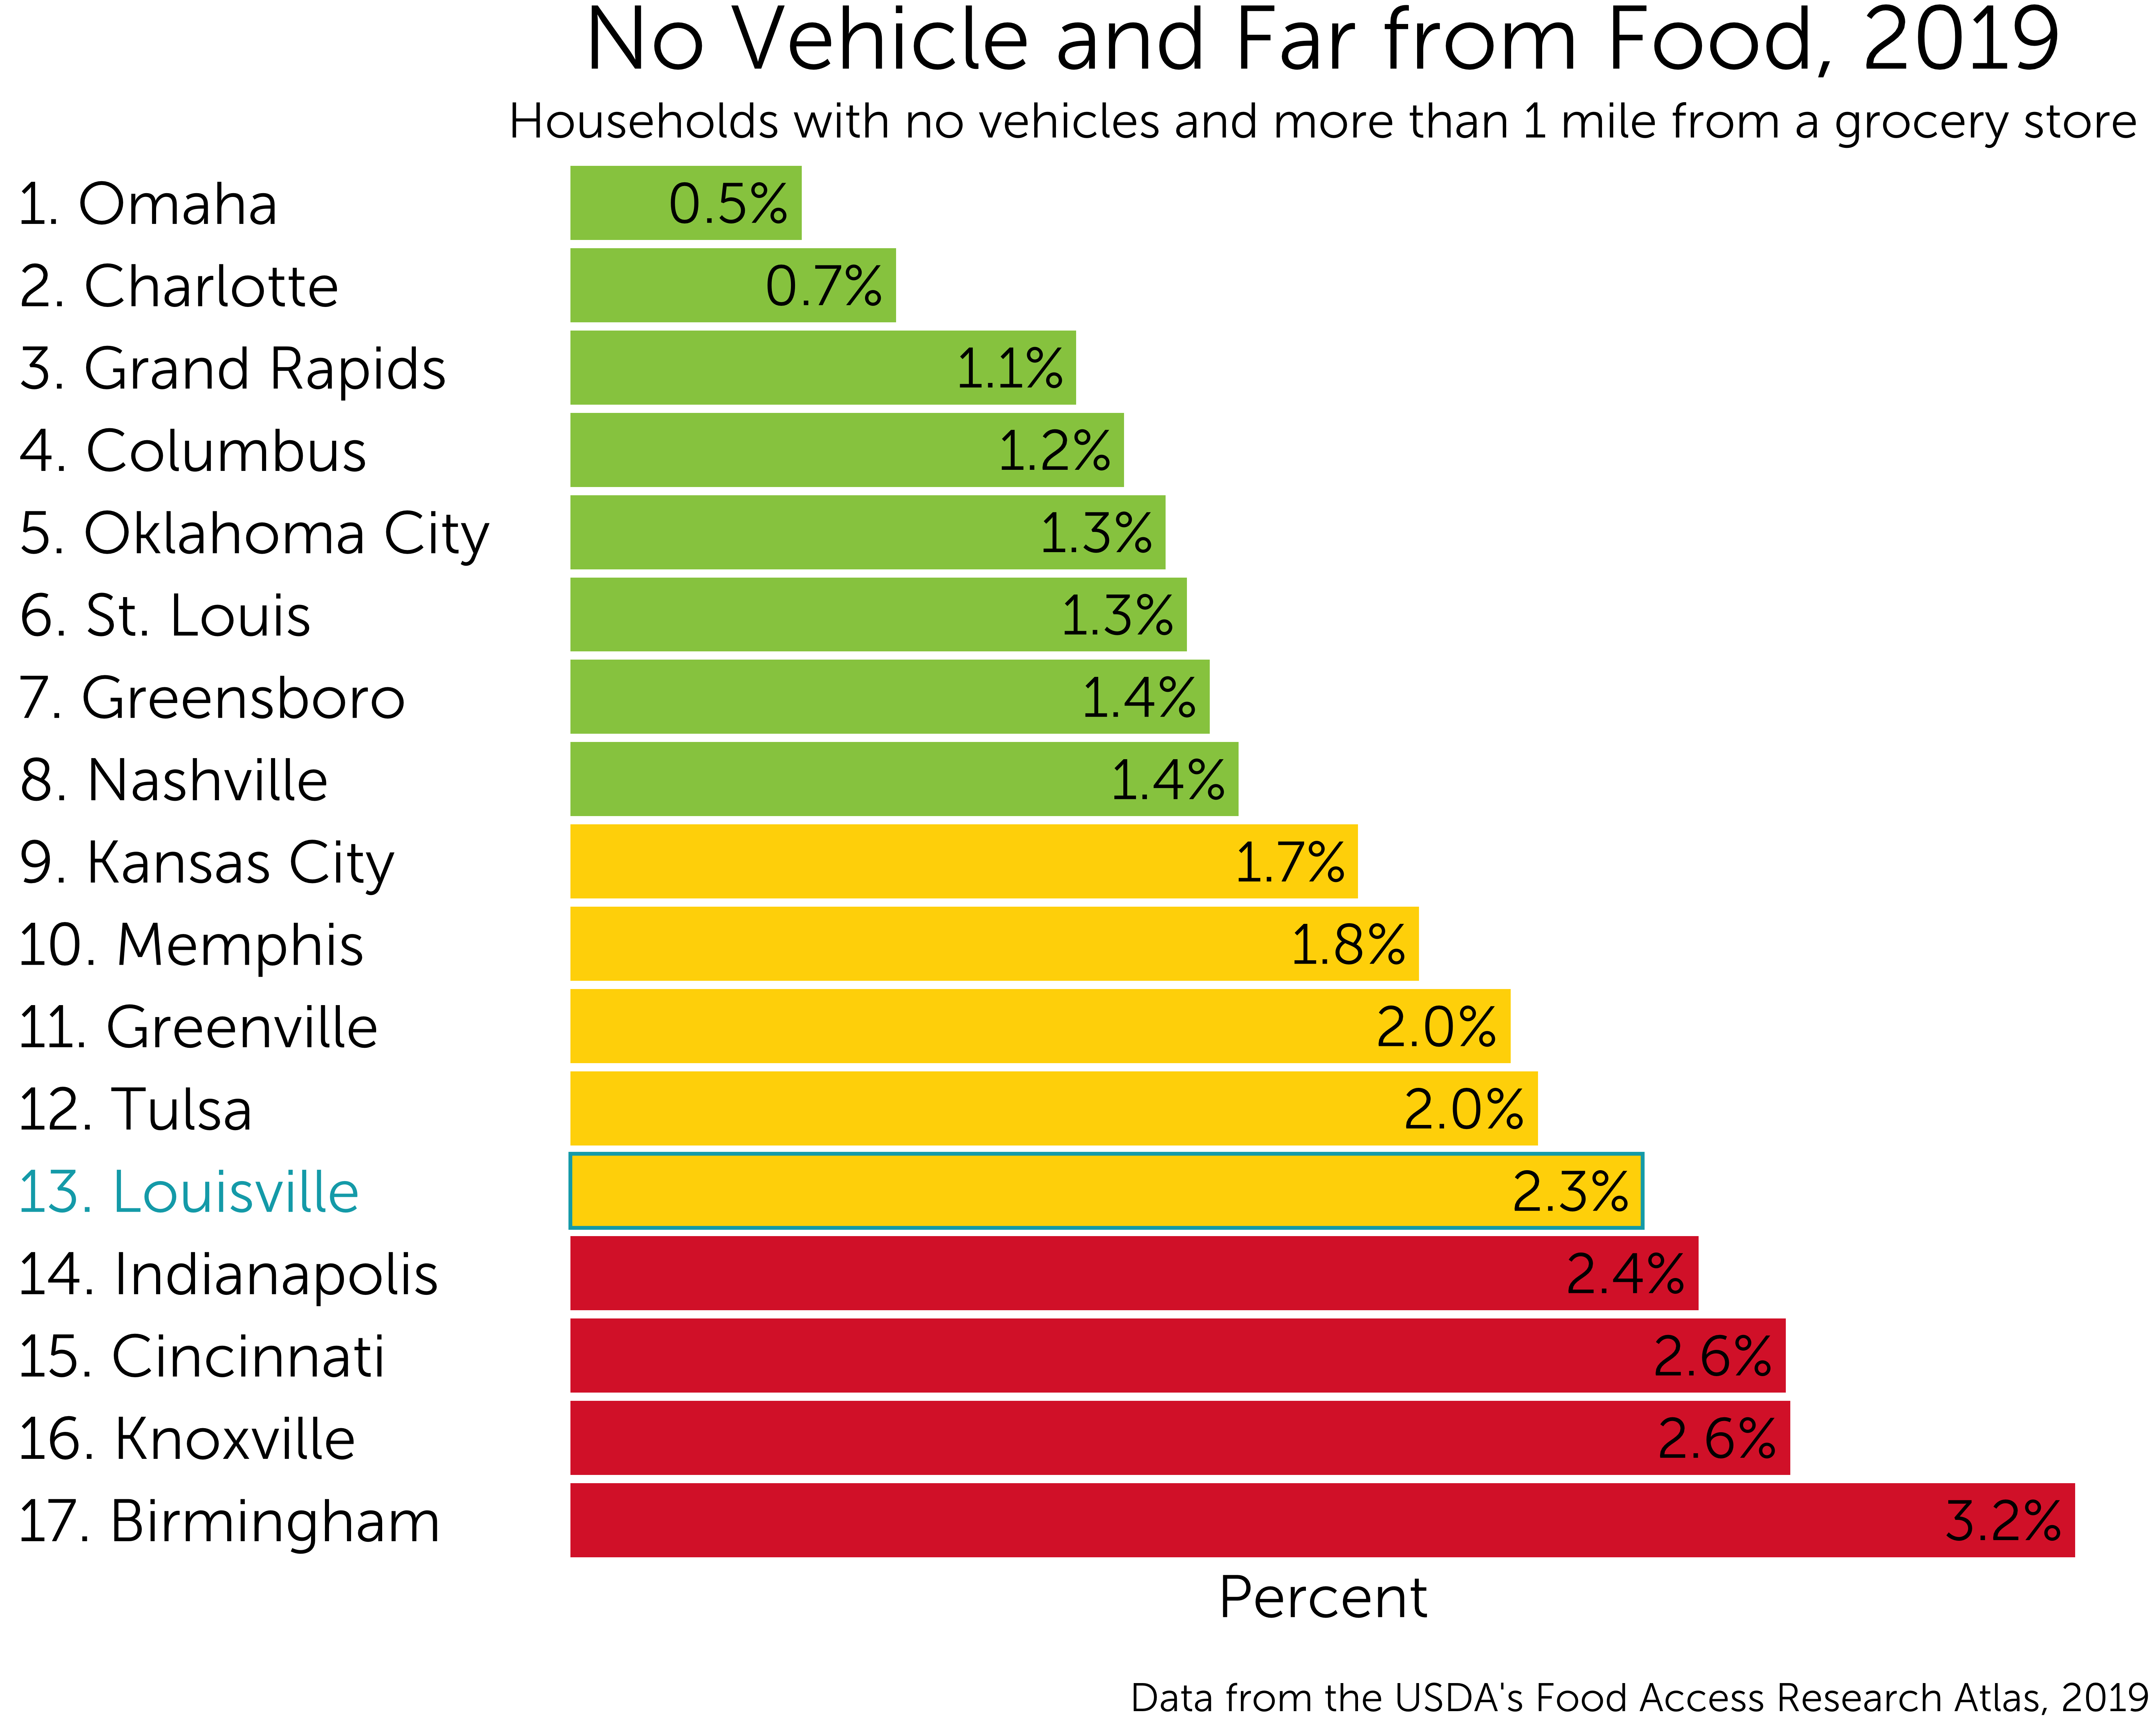 No Vehicle and Far from Food, 2019
Households with no vehicles and more than 1 mile from a grocery store
1. Omaha 0.5%
2. Charlotte 0.7%
3. Grand Rapids 1.1%
4. Columbus 1.2%
5. Oklahoma City 1.3%
6. St. Louis 1.3%
7. Greensboro 1.4%
8. Nashville 1.4%
9. Kansas City 1.7%
10. Memphis 1.8%
11. Greenville 2.0%
12. Tulsa 2.0%
13. Louisville 2.3%
14. Indianapolis 2.4%
15. Cincinnati 2.6%
16. Knoxville 2.6%
17. Birmingham 3.2%
Percent
Data from the USDA's Food Access Research Atlas, 2019